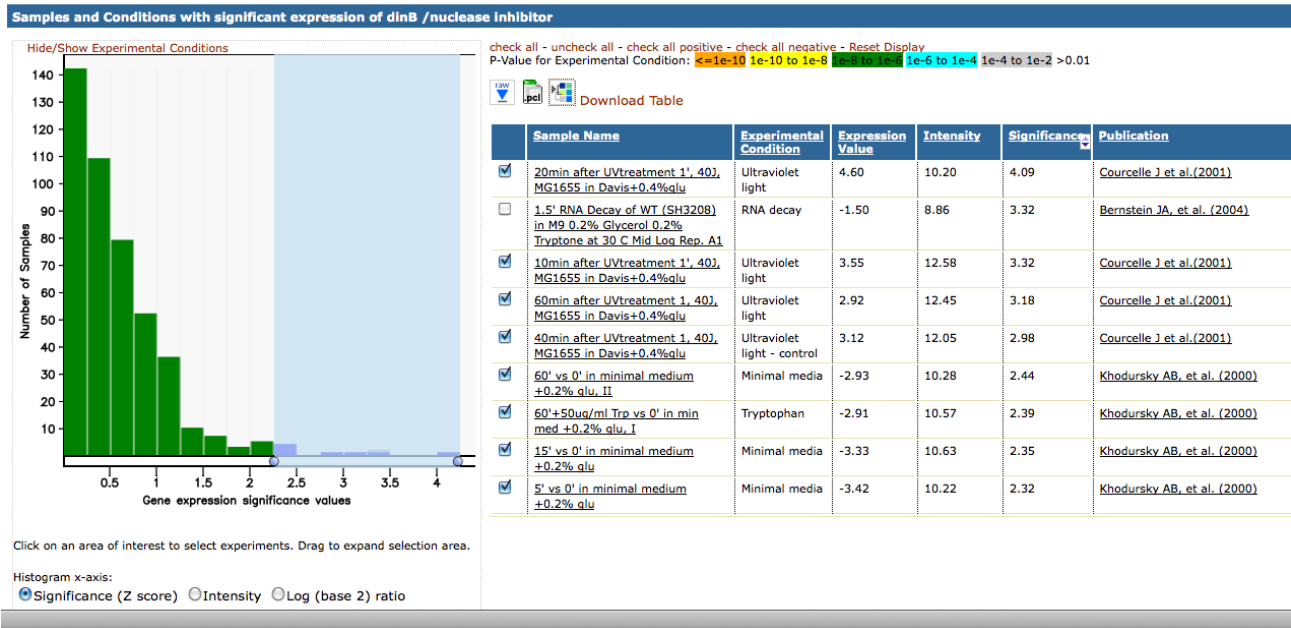 Samples and Conditions with significant expression of dinB /nuclease inhibitor
Hide/Show Experimental Conditions
140
130
120
110
100
90
80
70
60
50
40
30
20
10
Number of Samples
0.5 1 1.5 2 2.5 3 3.5 4
Gene expression significance values
Click on an area of interest to select experiments. Drag to expand selection area.
Histogram x-axis:
Significance (Z score) Intensity Log (base 2) ratio
check all - uncheck all - check all positive - check all negative - Reset Display
P-Value for Experimental Condition: <=1e-10 1e-10 to 1e-8 1e-8 to 1e-6 1e-6 to 1e-4 1e-4 to 1e-2 >0.01
raw .pcl Download Table
Sample Name Experimental Expression Intensity Significance Publication
Condition Value
20min after UVtreatment 1', 40J, Ultraviolet 4.60 10.20 4.09 Courcelle J et al.(2001)
MG1655 in Davis+0.4%glu light
1.5' RNA Decay of WT (SH3208) RNA decay -1.50 8.86 3.32 Bernstein JA, et al. (2004)
in M9 0.2% Glycerol 0.2%
Tryptone at 30 C Mid Log Rep. A1
10min after UVtreatment 1', 40J, Ultraviolet 3.55 12.58 3.32 Courcelle J et al.(2001)
MG1655 in Davis+0.4%glu light
60min after UVtreatment 1, 40J, Ultraviolet 2.92 12.45 3.18 Courcelle J et al.(2001)
MG1655 in Davis+0.4%glu light
40min after UVtreatment 1, 40J, Ultraviolet 3.12 12.05 2.98 Courcelle J et al.(2001)
MG1655 in Davis+0.4%glu light - control
60' vs 0' in minimal medium Minimal media -2.93 10.28 2.44 Khodursky AB, et al. (2000)
+0.2% glu, II
60'+50ug/ml Trp vs 0' in min Tryptophan -2.91 10.57 2.39 Khodursky AB, et al. (2000)
med +0.2% glu, I
15' vs 0' in minimal medium Minimal media -3.33 10.63 2.35 Khodursky AB, et al. (2000)
+0.2% glu
5' vs 0' in minimal medium Minimal media -3.42 10.22 2.32 Khodursky AB, et al. (2000)
+0.2% glu